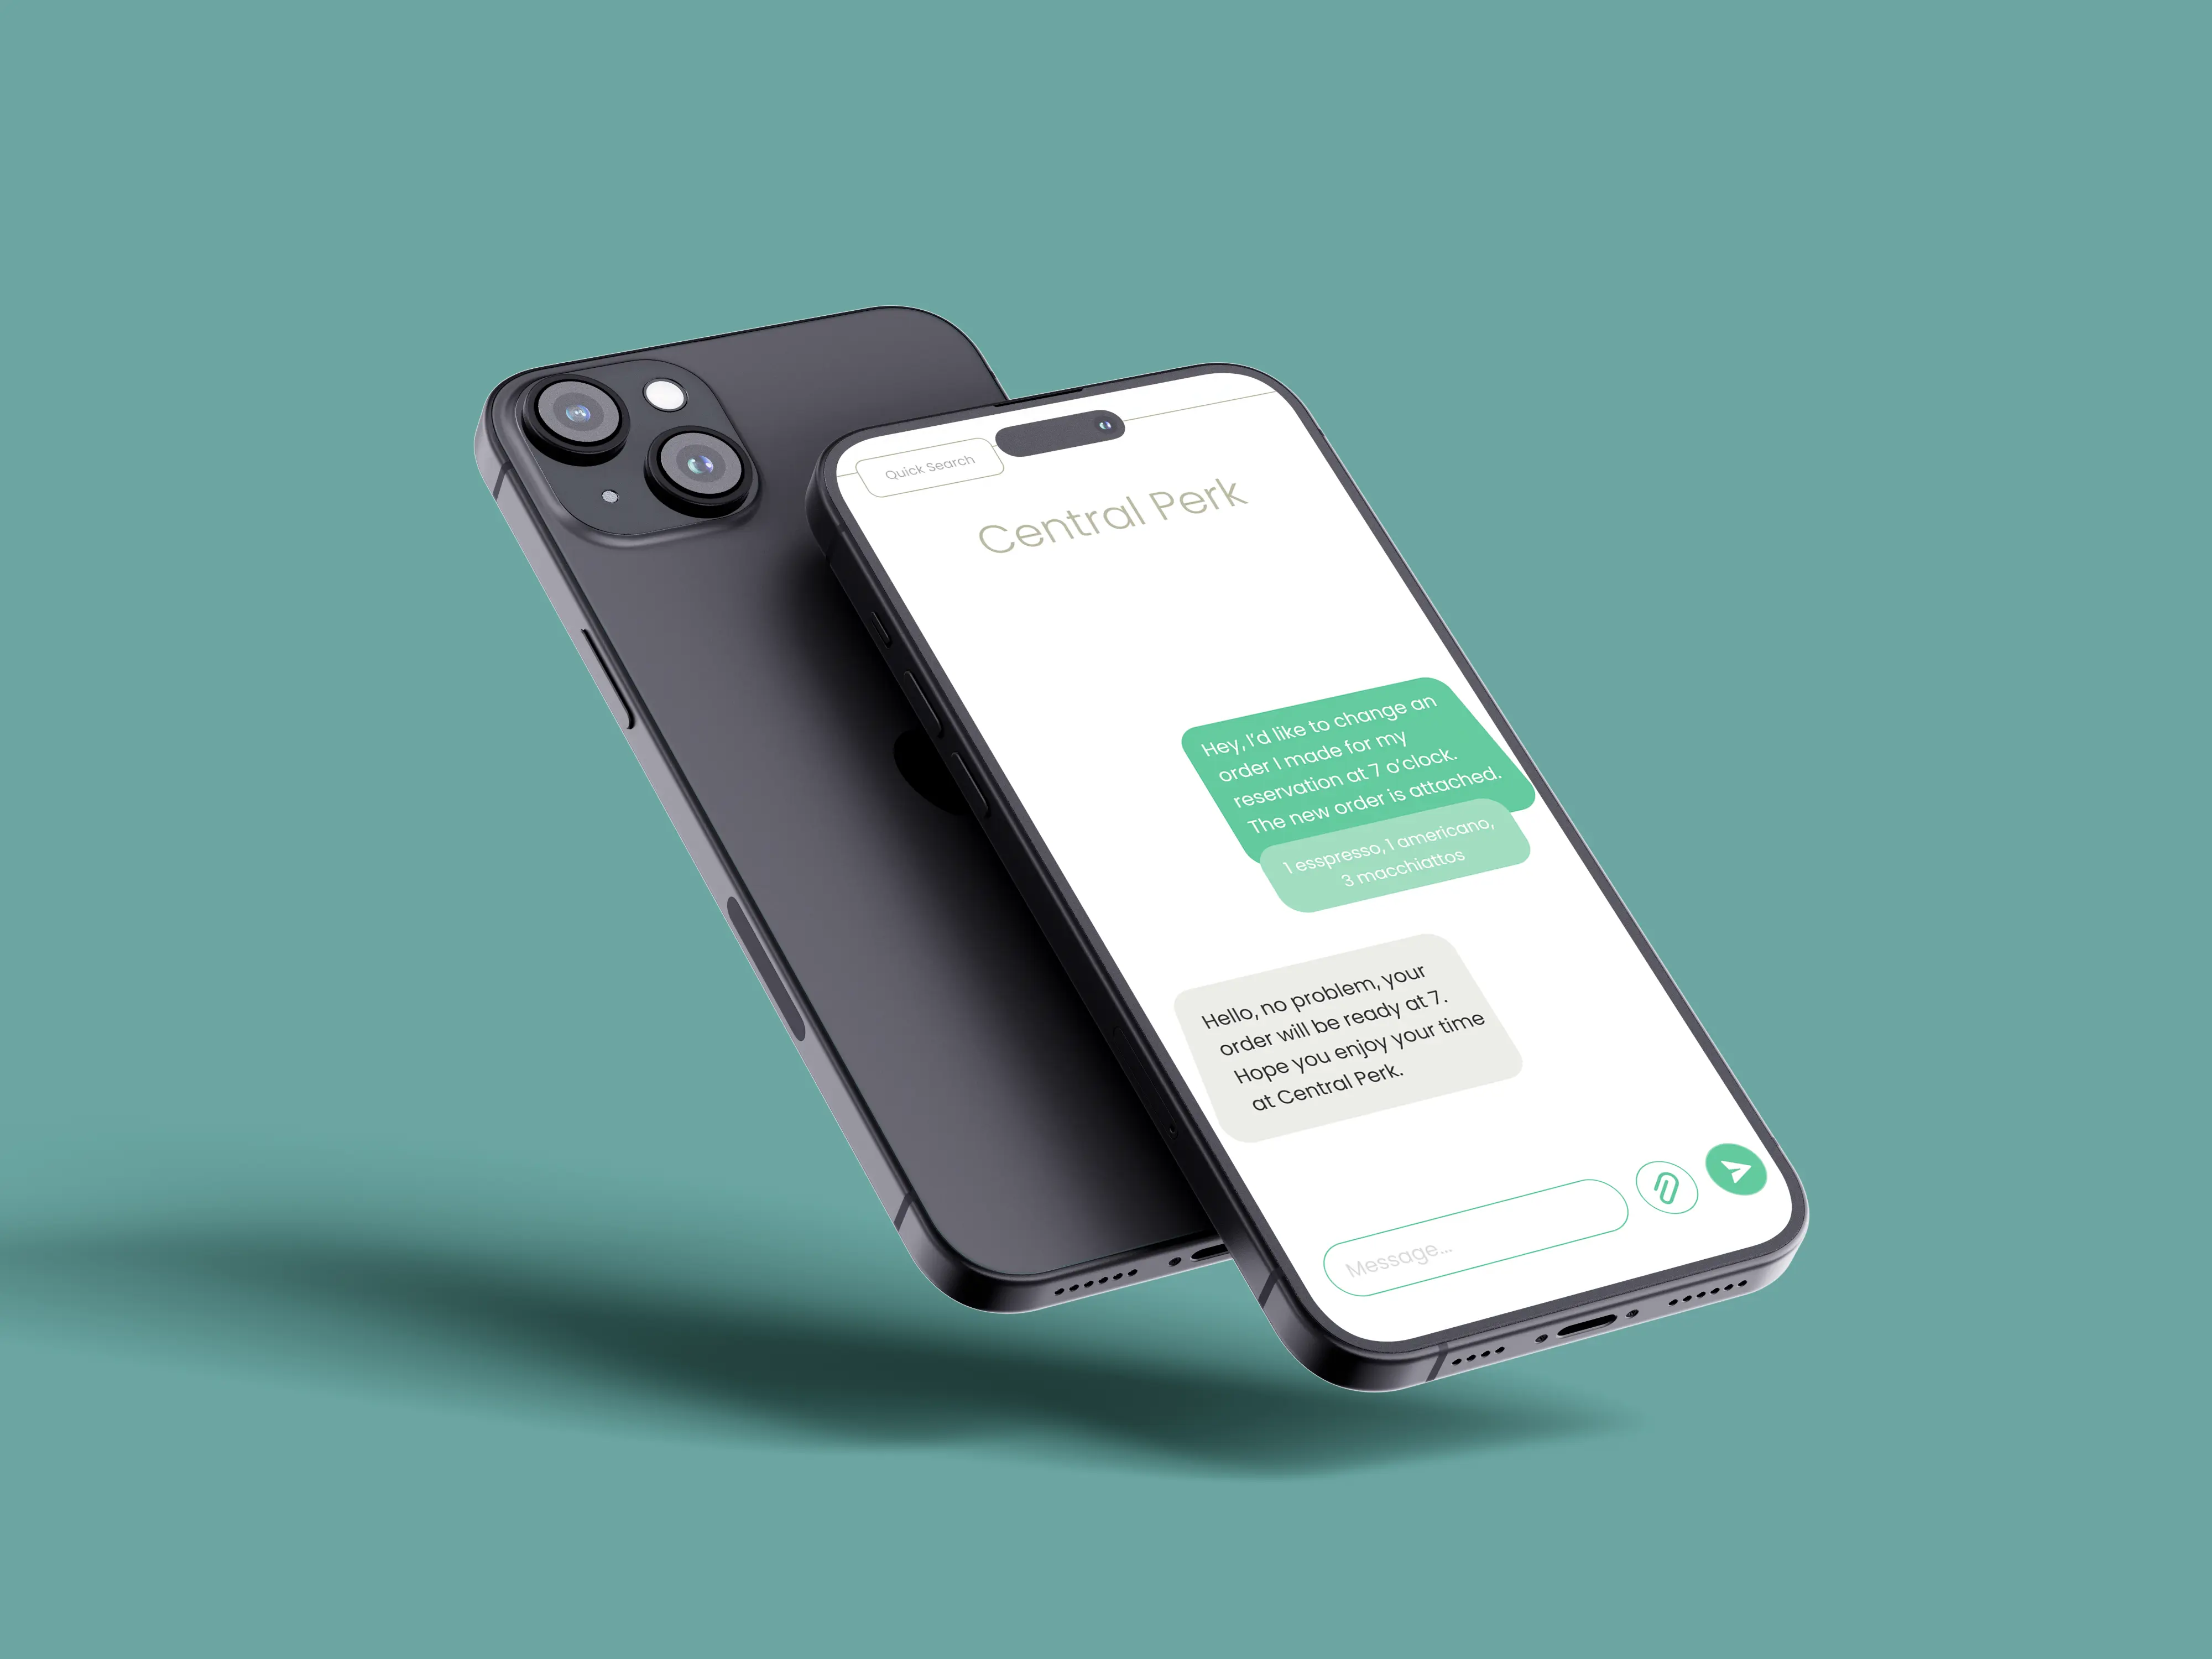 Quick Search
Central Perk
Hey, I'd like to change an
order I made for my
reservation at 7 o'clock.
The new order is attached.
1 esspresso, 1 americano,
3 macchiattos
Hello, no problem, your
order will be ready at 7.
Hope you enjoy your time
at Central Perk.
Message...